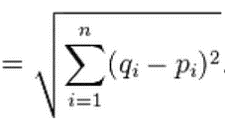 = \sqrt{\sum_{i=1}^{n} (q_i - p_i)^2}.